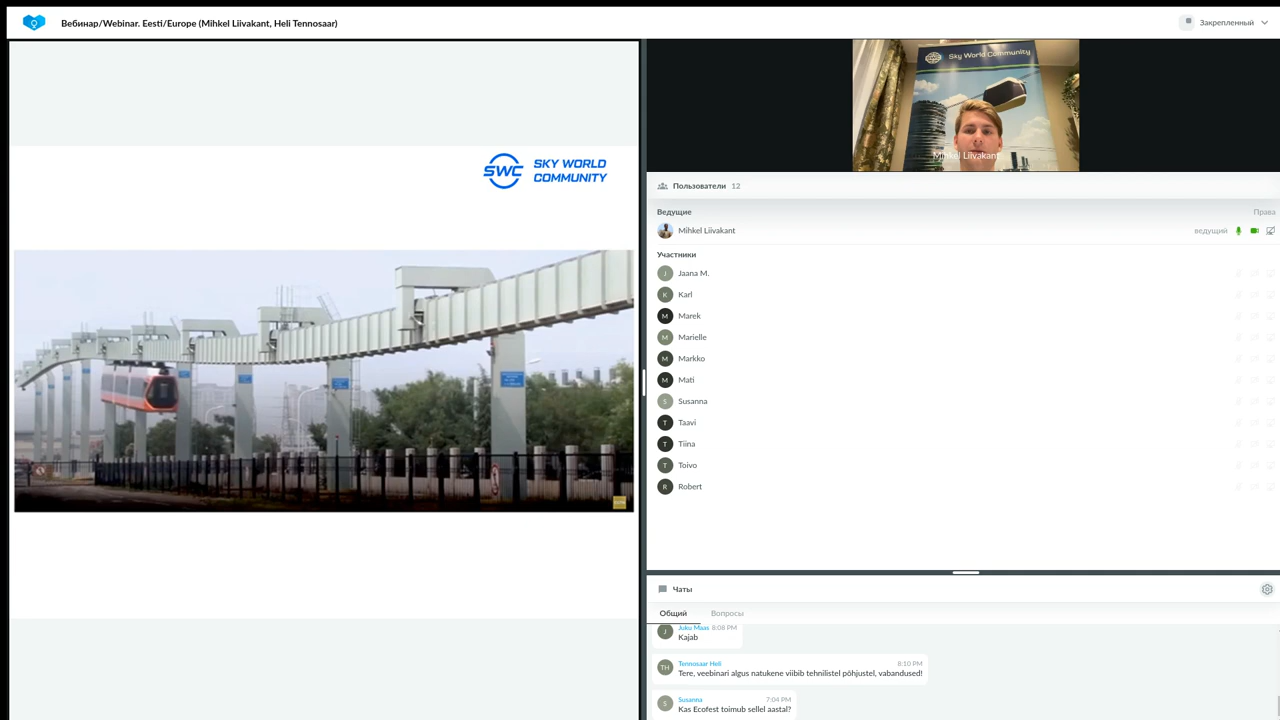 Вебинар/Webinar. Eesti/Europe (Mihkel Liivakant, Heli Tennosaar)
Закрепленный
SWC SKY WORLD COMMUNITY
SWC Sky World Community
Mihkel Liivakant
Пользователи 12
Ведущие Права
Mihkel Liivakant ведущий
Участники
J Jaana M.
K Karl
M Marek
M Marielle
M Markko
M Mati
S Susanna
T Taavi
T Tiina
T Toivo
R Robert
Чаты
Общий Вопросы
J Juku Maas 8:08 PM
Kajab
TH Tennosaar Heli 8:10 PM
Tere, veebinari algus natukene viibib tehnilistel põhjustel, vabandused!
S Susanna 7:04 PM
Kas Ecofest toimub sellel aastal?